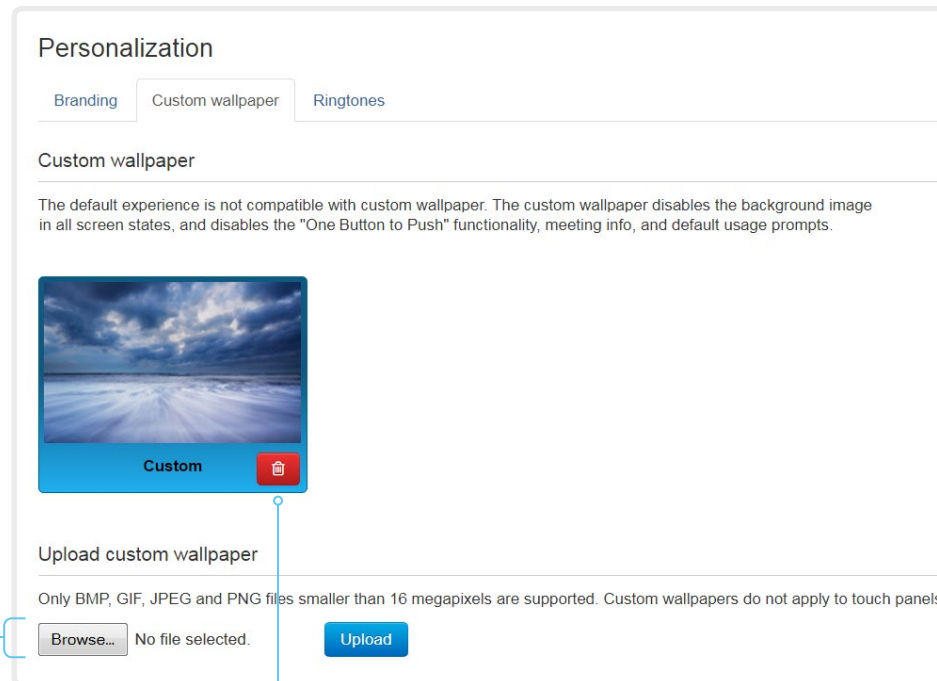 Personalization
Branding
Custom wallpaper
Ringtones
Custom wallpaper
The default experience is not compatible with custom wallpaper. The custom wallpaper disables the background image
in all screen states, and disables the "One Button to Push" functionality, meeting info, and default usage prompts.
Custom
Upload custom wallpaper
Only BMP, GIF, JPEG and PNG files smaller than 16 megapixels are supported. Custom wallpapers do not apply to touch panels
Browse... No file selected.
Upload